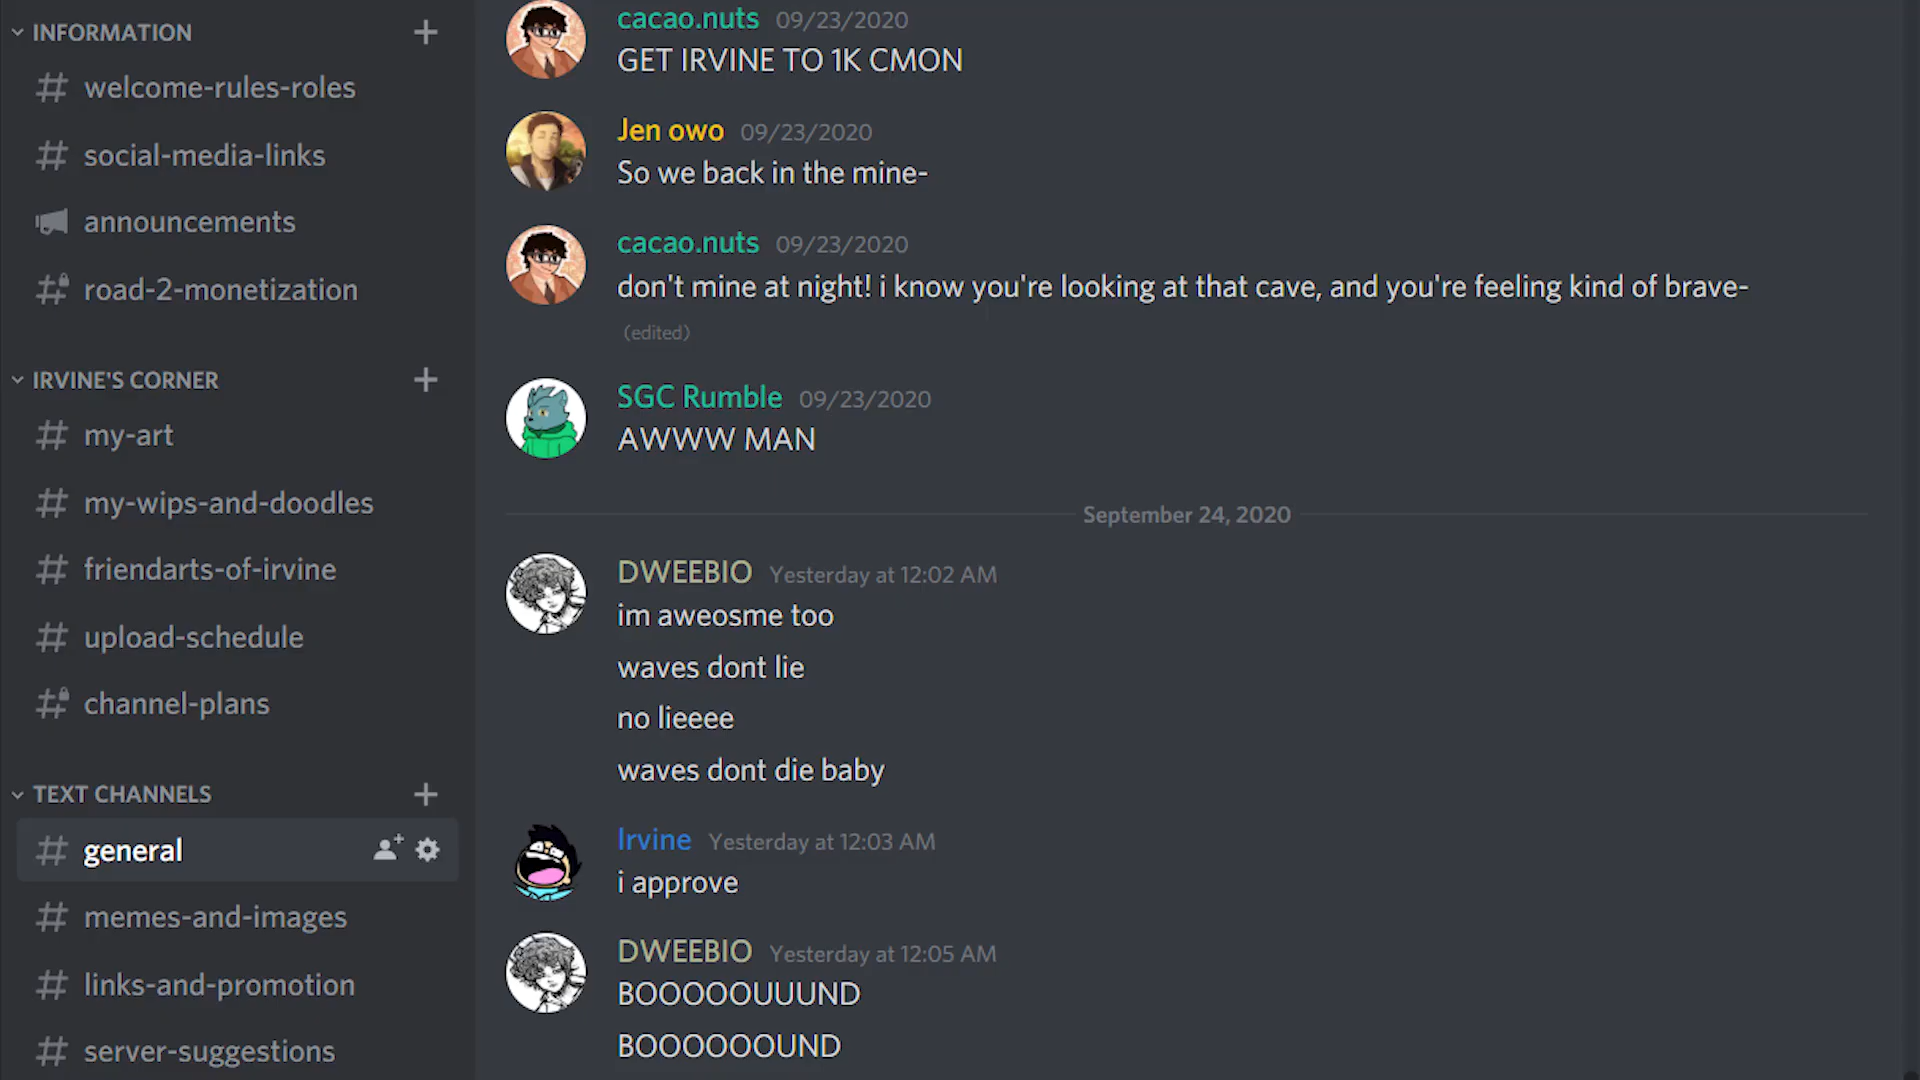 INFORMATION
welcome-rules-roles
social-media-links
announcements
road-2-monetization
IRVINE'S CORNER
my-art
my-wips-and-doodles
friendarts-of-irvine
upload-schedule
channel-plans
TEXT CHANNELS
general
memes-and-images
links-and-promotion
server-suggestions
cacao.nuts 09/23/2020
GET IRVINE TO 1K CMON
Jen owo 09/23/2020
So we back in the mine-
cacao.nuts 09/23/2020
don't mine at night! i know you're looking at that cave, and you're feeling kind of brave-
(edited)
SGC Rumble 09/23/2020
AWWW MAN
September 24, 2020
DWEEBIO Yesterday at 12:02 AM
im aweosme too
waves dont lie
no lieeee
waves dont die baby
Irvine Yesterday at 12:03 AM
i approve
DWEEBIO Yesterday at 12:05 AM
BOOOOOUUUND
BOOOOOOUND